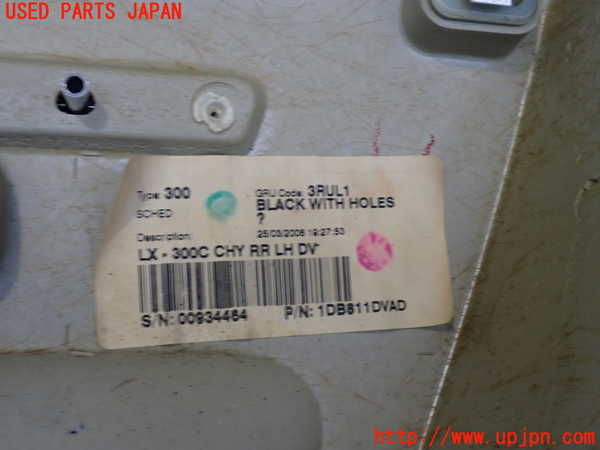 USED PARTS JAPAN
Type: 300
GRU Code: 3RUL1
SCHED
BLACK WITH HOLES
?
Description:
25/03/2006 19:27:53
LX - 300C CHY RR LH DV
S/N: 00934464
P/N: 1DB611DVAD
http://www.upjpn.com/